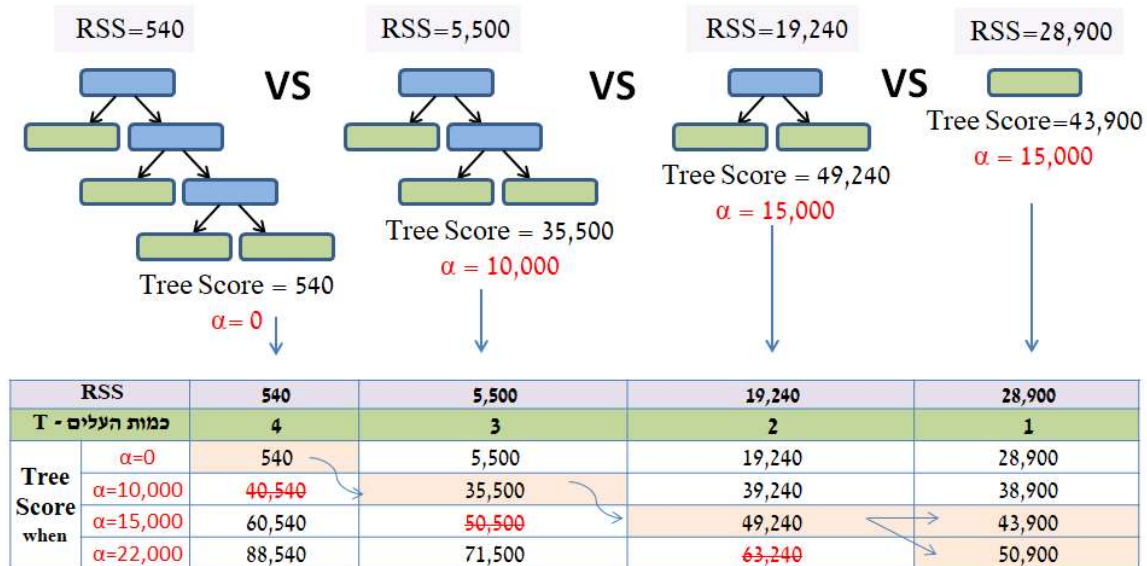 RSS=540 RSS=5,500 RSS=19,240 RSS=28,900
VS VS VS
Tree Score=43,900
α = 15,000
Tree Score = 49,240
α = 15,000
Tree Score = 35,500
α = 10,000
Tree Score = 540
α= 0
RSS 540 5,500 19,240 28,900
כמות העלים - T 4 3 2 1
Tree Score when
α=0 540 5,500 19,240 28,900
α=10,000 40,540 35,500 39,240 38,900
α=15,000 60,540 50,500 49,240 43,900
α=22,000 88,540 71,500 63,240 50,900